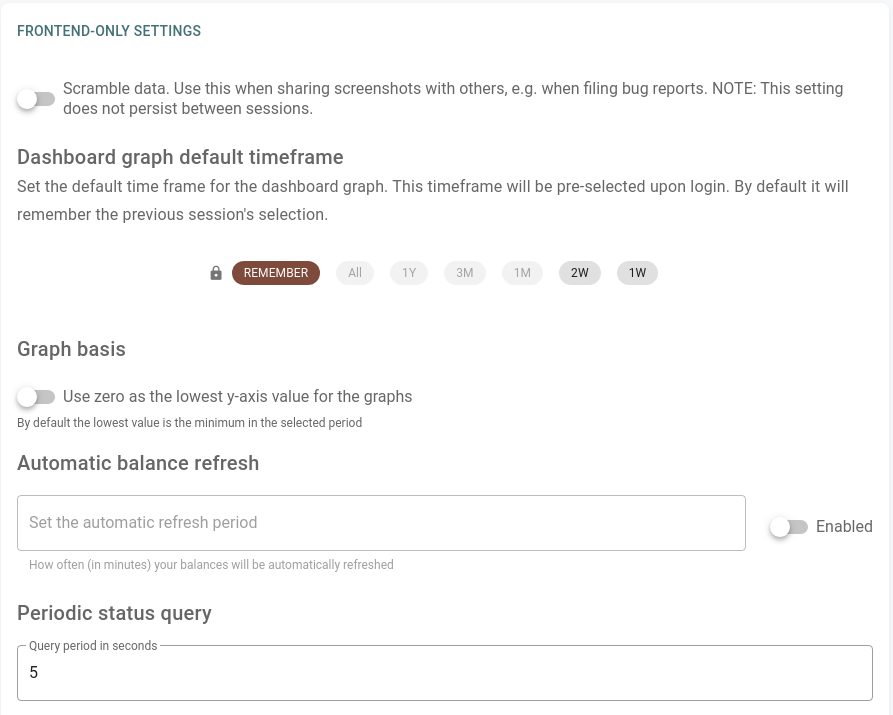 FRONTEND-ONLY SETTINGS
Scramble data. Use this when sharing screenshots with others, e.g. when filing bug reports. NOTE: This setting
does not persist between sessions.
Dashboard graph default timeframe
Set the default time frame for the dashboard graph. This timeframe will be pre-selected upon login. By default it will
remember the previous session's selection.
REMEMBER All 1Y 3M 1M 2W 1W
Graph basis
Use zero as the lowest y-axis value for the graphs
By default the lowest value is the minimum in the selected period
Automatic balance refresh
Set the automatic refresh period
Enabled
How often (in minutes) your balances will be automatically refreshed
Periodic status query
Query period in seconds
5